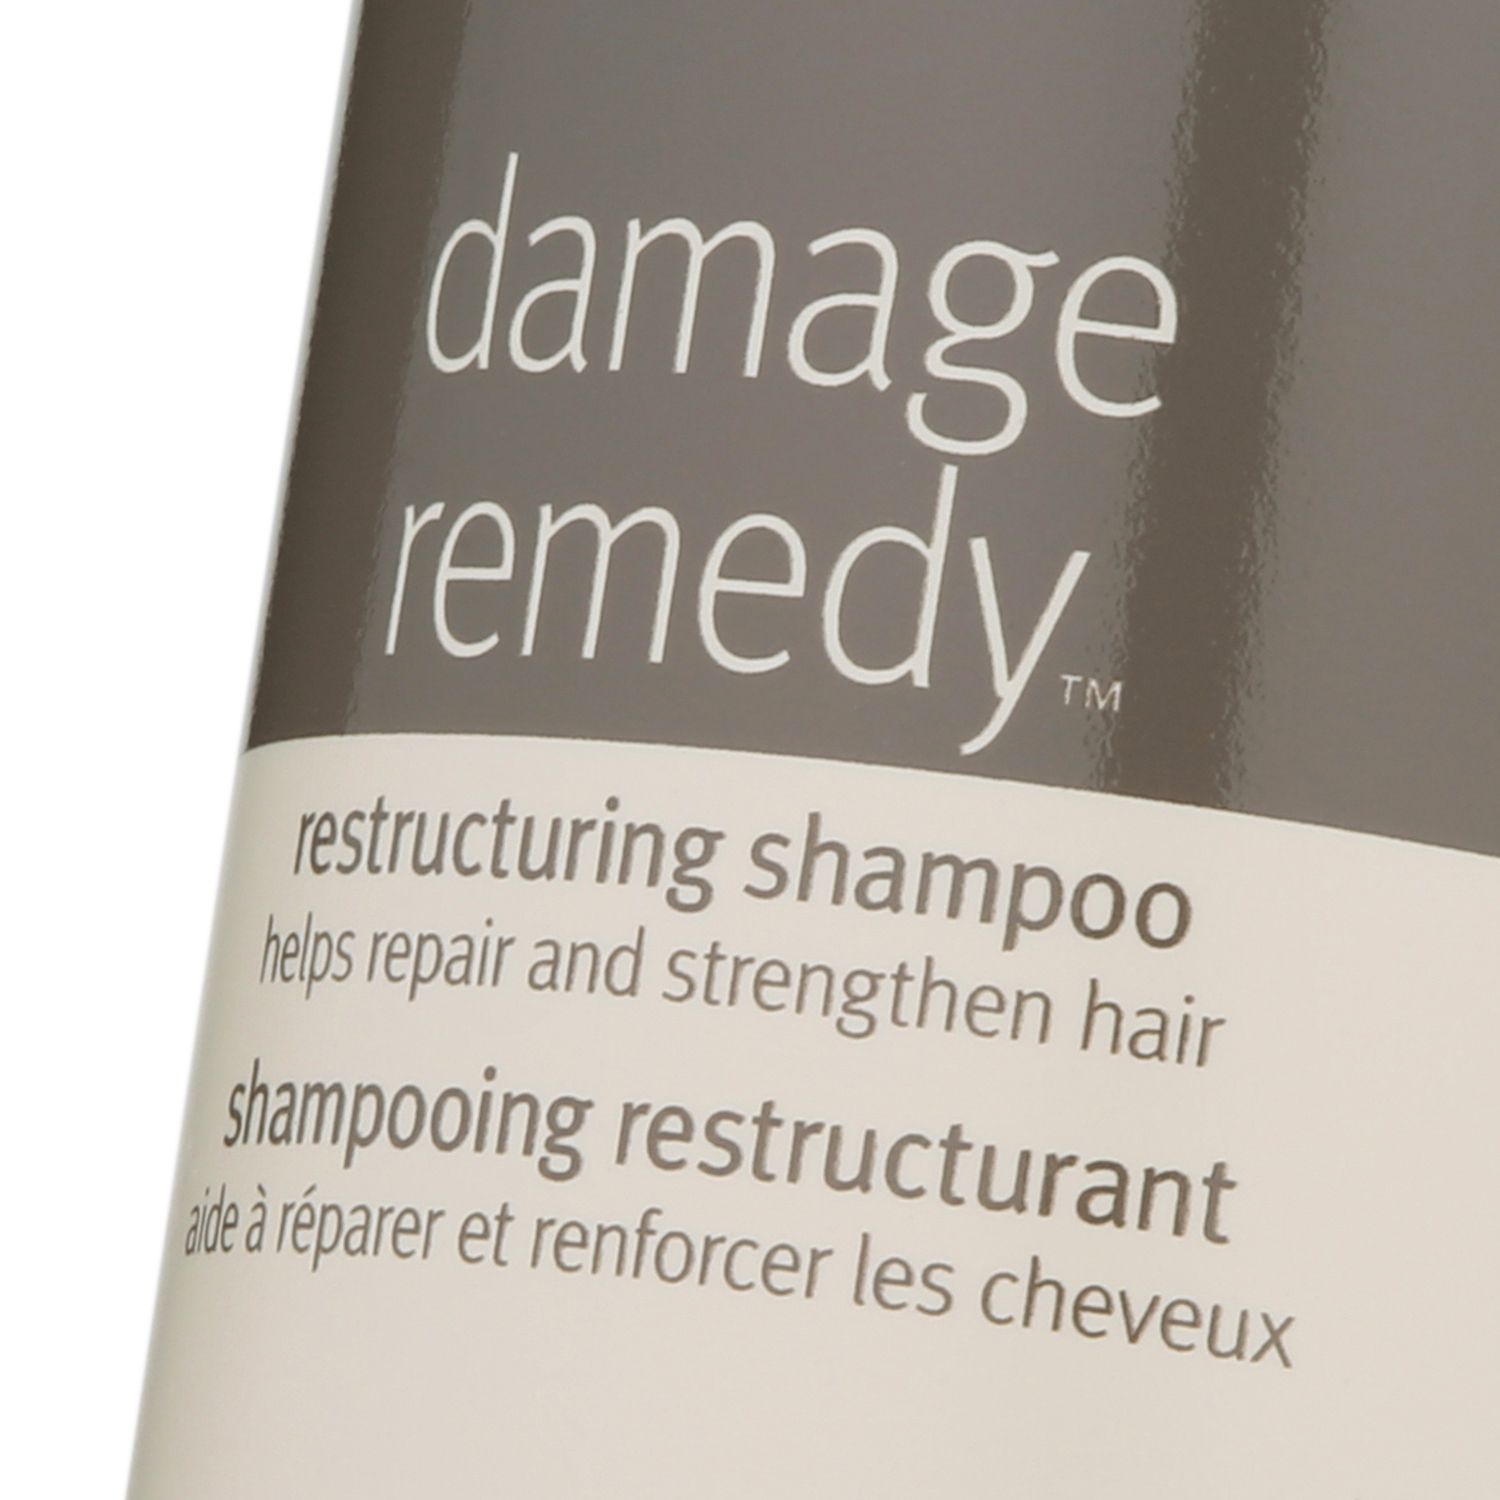 damage
remedy™
restructuring shampoo
helps repair and strengthen hair
shampooing restructurant
aide à réparer et renforcer les cheveux